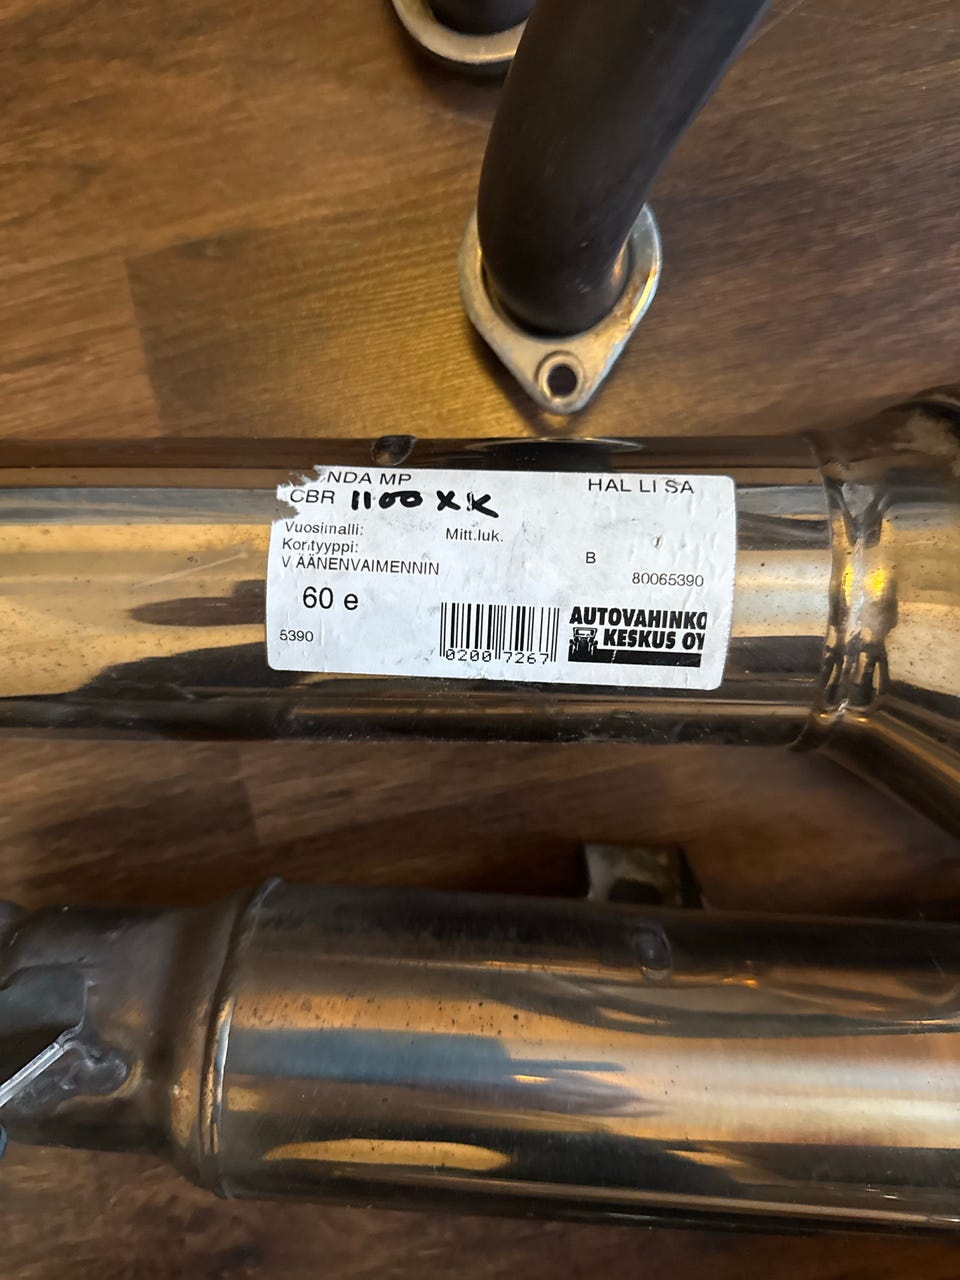 NDA MP
HAL LI SA
CBR 1100 XX
Vuosimalli:
Mitt.luk.
Korityyppi:
B
V ÄÄNENVAIMENNIN
80065390
60 e
5390
0200 7267
AUTOVAHINKO
KESKUS OY